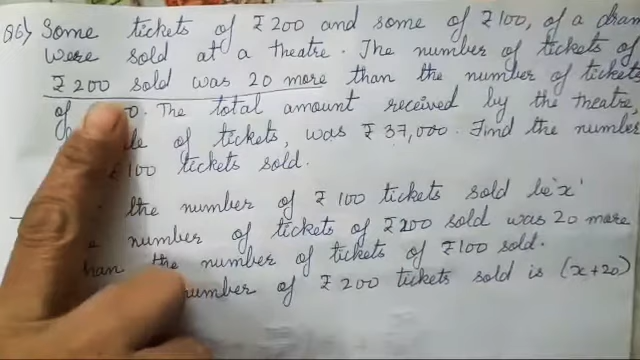 Q6) Some tickets of ₹200 and some of ₹100, of a dram
were sold at a theatre. The number of tickets of
₹200 sold was 20 more than the number of tickets
of 0. The total amount received by the theatre,
le of tickets, was ₹37,000. Find the number
₹100 tickets sold.
the number of ₹100 tickets sold be 'x'
number of tickets of ₹200 sold was 20 more
han the number of tickets of ₹100 sold.
number of ₹200 tickets sold is (x+20)